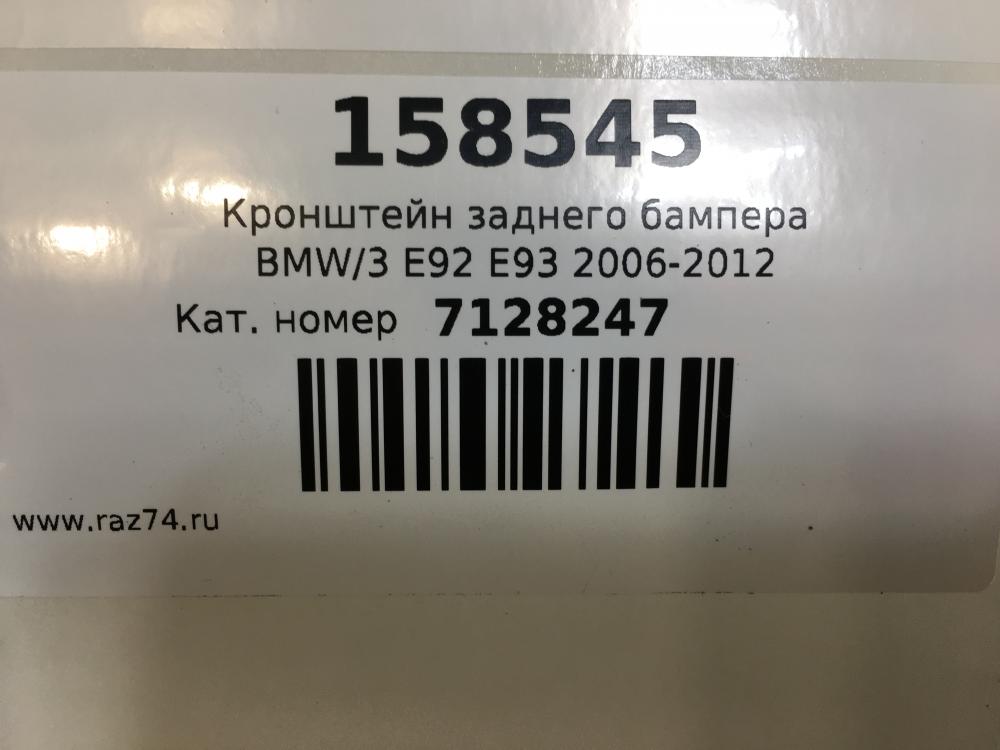 158545
Кронштейн заднего бампера
BMW/3 E92 E93 2006-2012
Кат. номер 7128247
www.raz74.ru